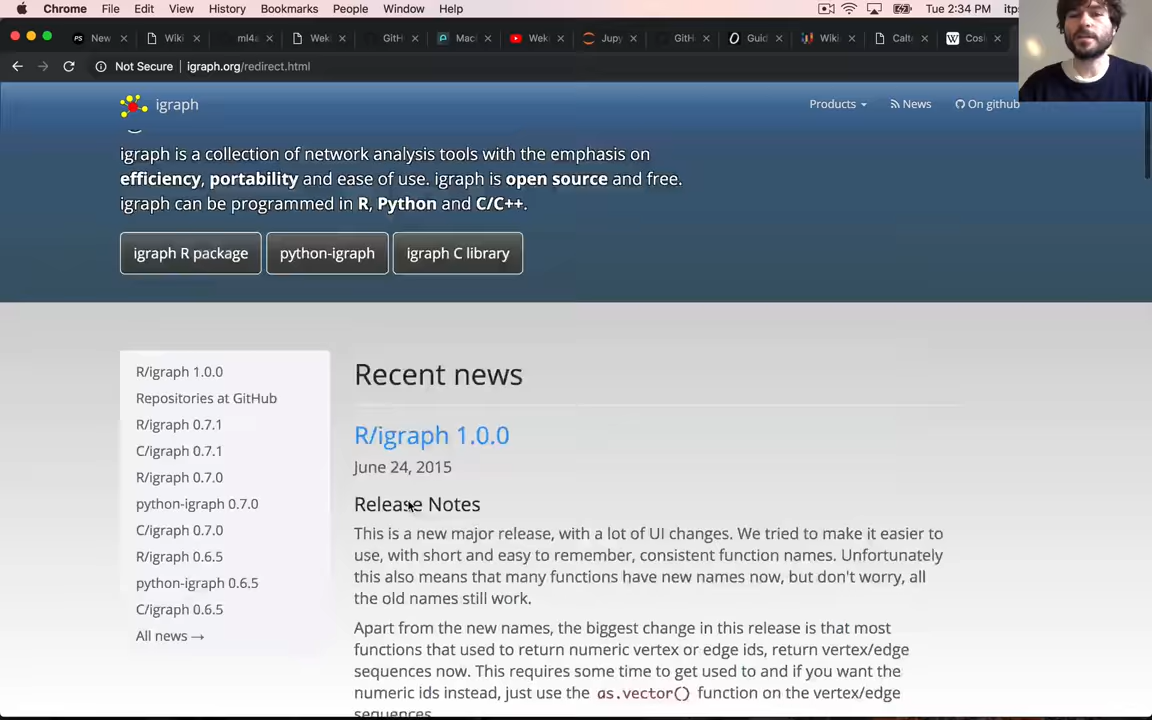 Chrome File Edit View History Bookmarks People Window Help Tue 2:34 PM itps
New Wiki ml4a Wek GitH Mac Wek Jupy GitH Guid Wiki Calte Cosi
Not Secure igraph.org/redirect.html
igraph Products News On github
igraph is a collection of network analysis tools with the emphasis on
efficiency, portability and ease of use. igraph is open source and free.
igraph can be programmed in R, Python and C/C++.
igraph R package python-igraph igraph C library
R/igraph 1.0.0
Repositories at GitHub
R/igraph 0.7.1
C/igraph 0.7.1
R/igraph 0.7.0
python-igraph 0.7.0
C/igraph 0.7.0
R/igraph 0.6.5
python-igraph 0.6.5
C/igraph 0.6.5
All news →
Recent news
R/igraph 1.0.0
June 24, 2015
Release Notes
This is a new major release, with a lot of UI changes. We tried to make it easier to
use, with short and easy to remember, consistent function names. Unfortunately
this also means that many functions have new names now, but don't worry, all
the old names still work.
Apart from the new names, the biggest change in this release is that most
functions that used to return numeric vertex or edge ids, return vertex/edge
sequences now. This requires some time to get used to and if you want the
numeric ids instead, just use the as.vector() function on the vertex/edge
sequences.